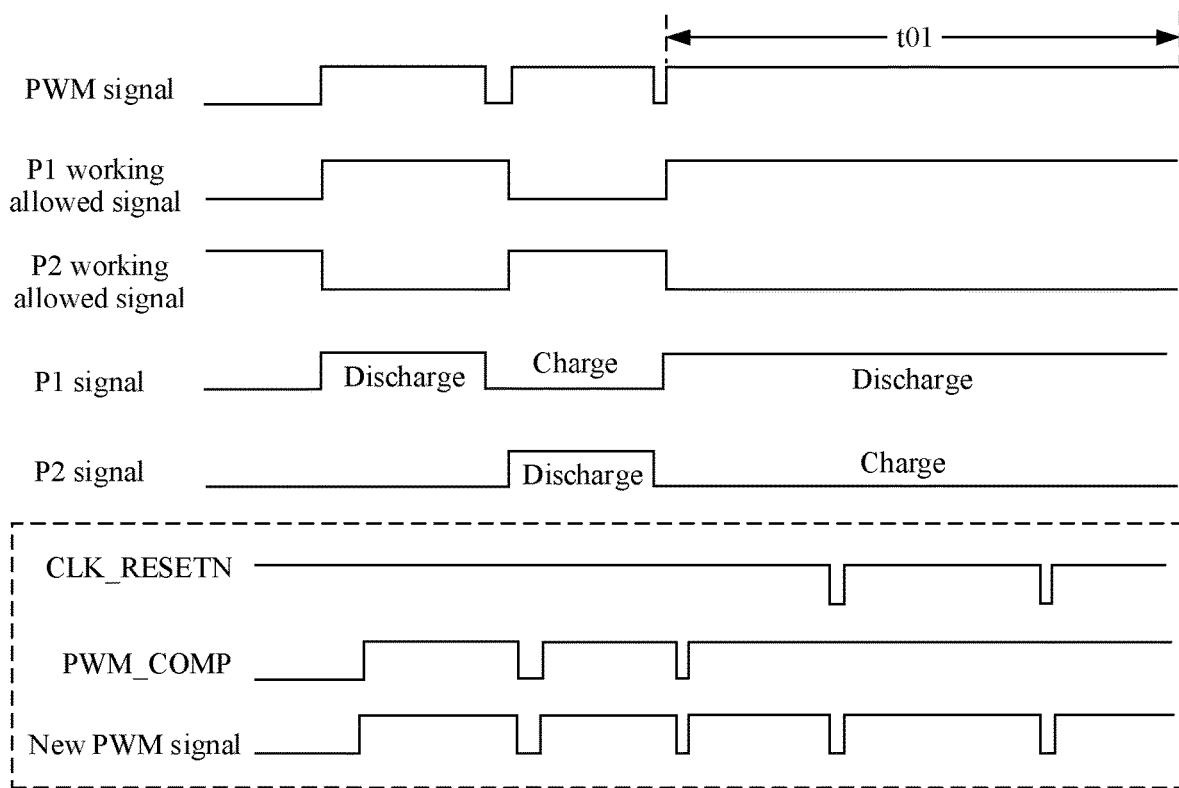 t01
PWM signal
P1 working
allowed signal
P2 working
allowed signal
P1 signal
Discharge
Charge
Discharge
P2 signal
Discharge
Charge
CLK_RESETN
PWM_COMP
New PWM signal